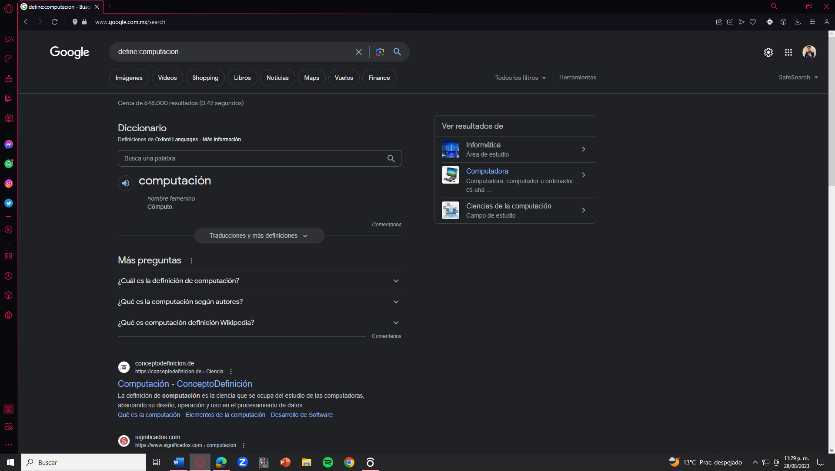 define:computacion - Busc
www.google.com.mx/search
Google
define:computacion
Imágenes
Videos
Shopping
Libros
Noticias
Maps
Vuelos
Finance
Todos los filtros
Herramientas
SafeSearch
Cerca de 648,000 resultados (0.42 segundos)
Diccionario
Definiciones de Oxford Languages · Más información
Busca una palabra
computación
nombre femenino
Cómputo.
Comentarios
Traducciones y más definiciones
Ver resultados de
Informática
Área de estudio
Computadora
Computadora, computador u ordenador
es una ...
Ciencias de la computación
Campo de estudio
Más preguntas
¿Cuál es la definición de computación?
¿Qué es la computación según autores?
¿Qué es computación definición Wikipedia?
Comentarios
conceptodefinicion.de
https://conceptodefinicion.de › Ciencia
Computación - ConceptoDefinición
La definición de computación es la ciencia que se ocupa del estudio de las computadoras,
abarcando su diseño, operación y uso en el procesamiento de datos.
Qué es la computación · Elementos de la computación · Desarrollo de Software
significados.com
https://www.significados.com › computacion
Buscar
13°C Prac. despejado
11:29 p. m.
28/08/2023